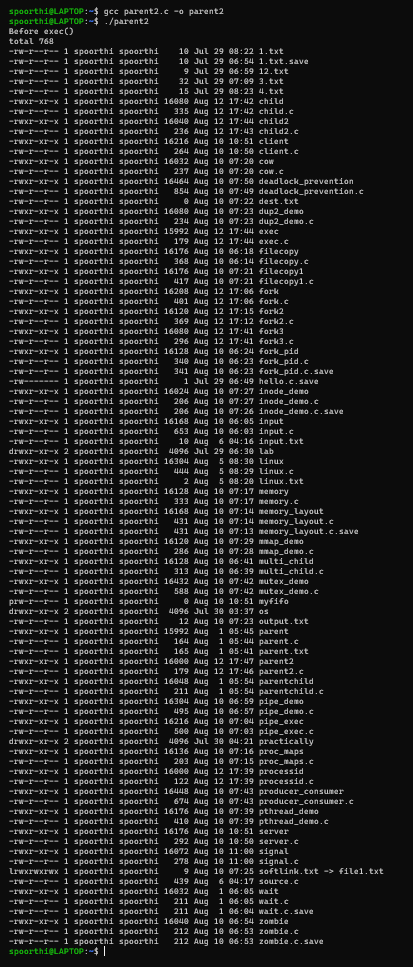 spoorthi@LAPTOP:~$ gcc parent2.c -o parent2
spoorthi@LAPTOP:~$ ./parent2
Before exec()
total 768
-rw-r--r-- 1 spoorthi spoorthi    10 Jul 29 08:22 1.txt
-rw-r--r-- 1 spoorthi spoorthi    10 Jul 29 06:54 1.txt.save
-rw-r--r-- 1 spoorthi spoorthi     9 Jul 29 06:59 12.txt
-rw-r--r-- 1 spoorthi spoorthi    32 Jul 29 07:09 3.txt
-rw-r--r-- 1 spoorthi spoorthi    15 Jul 29 08:23 4.txt
-rwxr-xr-x 1 spoorthi spoorthi 16080 Aug 12 17:42 child
-rw-r--r-- 1 spoorthi spoorthi   335 Aug 12 17:42 child.c
-rwxr-xr-x 1 spoorthi spoorthi 16040 Aug 12 17:44 child2
-rw-r--r-- 1 spoorthi spoorthi   236 Aug 12 17:43 child2.c
-rwxr-xr-x 1 spoorthi spoorthi 16216 Aug 10 10:51 client
-rw-r--r-- 1 spoorthi spoorthi   264 Aug 10 10:50 client.c
-rwxr-xr-x 1 spoorthi spoorthi 16032 Aug 10 07:20 cow
-rw-r--r-- 1 spoorthi spoorthi   237 Aug 10 07:20 cow.c
-rwxr-xr-x 1 spoorthi spoorthi 16464 Aug 10 07:50 deadlock_prevention
-rw-r--r-- 1 spoorthi spoorthi   854 Aug 10 07:49 deadlock_prevention.c
-rw-r--r-- 1 spoorthi spoorthi     0 Aug 10 07:22 dest.txt
-rwxr-xr-x 1 spoorthi spoorthi 16080 Aug 10 07:23 dup2_demo
-rw-r--r-- 1 spoorthi spoorthi   234 Aug 10 07:23 dup2_demo.c
-rwxr-xr-x 1 spoorthi spoorthi 15992 Aug 12 17:44 exec
-rw-r--r-- 1 spoorthi spoorthi   179 Aug 12 17:44 exec.c
-rwxr-xr-x 1 spoorthi spoorthi 16176 Aug 10 06:18 filecopy
-rw-r--r-- 1 spoorthi spoorthi   368 Aug 10 06:14 filecopy.c
-rwxr-xr-x 1 spoorthi spoorthi 16176 Aug 10 07:21 filecopy1
-rw-r--r-- 1 spoorthi spoorthi   417 Aug 10 07:21 filecopy1.c
-rwxr-xr-x 1 spoorthi spoorthi 16208 Aug 12 17:06 fork
-rw-r--r-- 1 spoorthi spoorthi   401 Aug 12 17:06 fork.c
-rwxr-xr-x 1 spoorthi spoorthi 16120 Aug 12 17:15 fork2
-rw-r--r-- 1 spoorthi spoorthi   369 Aug 12 17:12 fork2.c
-rwxr-xr-x 1 spoorthi spoorthi 16080 Aug 12 17:41 fork3
-rw-r--r-- 1 spoorthi spoorthi   296 Aug 12 17:41 fork3.c
-rwxr-xr-x 1 spoorthi spoorthi 16128 Aug 10 06:24 fork_pid
-rw-r--r-- 1 spoorthi spoorthi   340 Aug 10 06:23 fork_pid.c
-rw-r--r-- 1 spoorthi spoorthi   341 Aug 10 06:23 fork_pid.c.save
-rw------- 1 spoorthi spoorthi     1 Jul 29 06:49 hello.c.save
-rwxr-xr-x 1 spoorthi spoorthi 16024 Aug 10 07:27 inode_demo
-rw-r--r-- 1 spoorthi spoorthi   206 Aug 10 07:27 inode_demo.c
-rw-r--r-- 1 spoorthi spoorthi   206 Aug 10 07:26 inode_demo.c.save
-rwxr-xr-x 1 spoorthi spoorthi 16168 Aug 10 06:05 input
-rw-r--r-- 1 spoorthi spoorthi   653 Aug 10 06:03 input.c
-rw-r--r-- 1 spoorthi spoorthi    10 Aug  6 04:16 input.txt
drwxr-xr-x 2 spoorthi spoorthi  4096 Jul 29 06:30 lab
-rwxr-xr-x 1 spoorthi spoorthi 16304 Aug  5 08:30 linux
-rw-r--r-- 1 spoorthi spoorthi   444 Aug  5 08:29 linux.c
-rw-r--r-- 1 spoorthi spoorthi     2 Aug  5 08:20 linux.txt
-rwxr-xr-x 1 spoorthi spoorthi 16128 Aug 10 07:17 memory
-rw-r--r-- 1 spoorthi spoorthi   333 Aug 10 07:17 memory.c
-rwxr-xr-x 1 spoorthi spoorthi 16168 Aug 10 07:14 memory_layout
-rw-r--r-- 1 spoorthi spoorthi   431 Aug 10 07:14 memory_layout.c
-rw-r--r-- 1 spoorthi spoorthi   431 Aug 10 07:13 memory_layout.c.save
-rwxr-xr-x 1 spoorthi spoorthi 16120 Aug 10 07:29 mmap_demo
-rw-r--r-- 1 spoorthi spoorthi   286 Aug 10 07:28 mmap_demo.c
-rwxr-xr-x 1 spoorthi spoorthi 16128 Aug 10 06:41 multi_child
-rw-r--r-- 1 spoorthi spoorthi   313 Aug 10 06:39 multi_child.c
-rwxr-xr-x 1 spoorthi spoorthi 16432 Aug 10 07:42 mutex_demo
-rw-r--r-- 1 spoorthi spoorthi   588 Aug 10 07:42 mutex_demo.c
prw-r--r-- 1 spoorthi spoorthi     0 Aug 10 10:51 myfifo
drwxr-xr-x 2 spoorthi spoorthi  4096 Jul 30 03:37 os
-rw-r--r-- 1 spoorthi spoorthi    12 Aug 10 07:23 output.txt
-rwxr-xr-x 1 spoorthi spoorthi 15992 Aug  1 05:45 parent
-rw-r--r-- 1 spoorthi spoorthi   164 Aug  1 05:44 parent.c
-rw-r--r-- 1 spoorthi spoorthi   165 Aug  1 05:41 parent.txt
-rwxr-xr-x 1 spoorthi spoorthi 16000 Aug 12 17:47 parent2
-rw-r--r-- 1 spoorthi spoorthi   179 Aug 12 17:46 parent2.c
-rwxr-xr-x 1 spoorthi spoorthi 16048 Aug  1 05:54 parentchild
-rw-r--r-- 1 spoorthi spoorthi   211 Aug  1 05:54 parentchild.c
-rwxr-xr-x 1 spoorthi spoorthi 16304 Aug 10 06:59 pipe_demo
-rw-r--r-- 1 spoorthi spoorthi   495 Aug 10 06:57 pipe_demo.c
-rwxr-xr-x 1 spoorthi spoorthi 16216 Aug 10 07:04 pipe_exec
-rw-r--r-- 1 spoorthi spoorthi   500 Aug 10 07:03 pipe_exec.c
drwxr-xr-x 2 spoorthi spoorthi  4096 Jul 30 04:21 practically
-rwxr-xr-x 1 spoorthi spoorthi 16136 Aug 10 07:16 proc_maps
-rw-r--r-- 1 spoorthi spoorthi   203 Aug 10 07:15 proc_maps.c
-rwxr-xr-x 1 spoorthi spoorthi 16000 Aug 12 17:39 processid
-rw-r--r-- 1 spoorthi spoorthi   122 Aug 12 17:39 processid.c
-rwxr-xr-x 1 spoorthi spoorthi 16448 Aug 10 07:43 producer_consumer
-rw-r--r-- 1 spoorthi spoorthi   674 Aug 10 07:43 producer_consumer.c
-rwxr-xr-x 1 spoorthi spoorthi 16176 Aug 10 07:39 pthread_demo
-rw-r--r-- 1 spoorthi spoorthi   410 Aug 10 07:39 pthread_demo.c
-rwxr-xr-x 1 spoorthi spoorthi 16176 Aug 10 10:51 server
-rw-r--r-- 1 spoorthi spoorthi   292 Aug 10 10:50 server.c
-rwxr-xr-x 1 spoorthi spoorthi 16072 Aug 10 11:00 signal
-rw-r--r-- 1 spoorthi spoorthi   278 Aug 10 11:00 signal.c
lrwxrwxrwx 1 spoorthi spoorthi     9 Aug 10 07:25 softlink.txt -> file1.txt
-rw-r--r-- 1 spoorthi spoorthi   439 Aug  6 04:17 source.c
-rwxr-xr-x 1 spoorthi spoorthi 16032 Aug  1 06:05 wait
-rw-r--r-- 1 spoorthi spoorthi   211 Aug  1 06:05 wait.c
-rw-r--r-- 1 spoorthi spoorthi   211 Aug  1 06:04 wait.c.save
-rwxr-xr-x 1 spoorthi spoorthi 16040 Aug 10 06:54 zombie
-rw-r--r-- 1 spoorthi spoorthi   212 Aug 10 06:53 zombie.c
-rw-r--r-- 1 spoorthi spoorthi   212 Aug 10 06:53 zombie.c.save
spoorthi@LAPTOP:~$